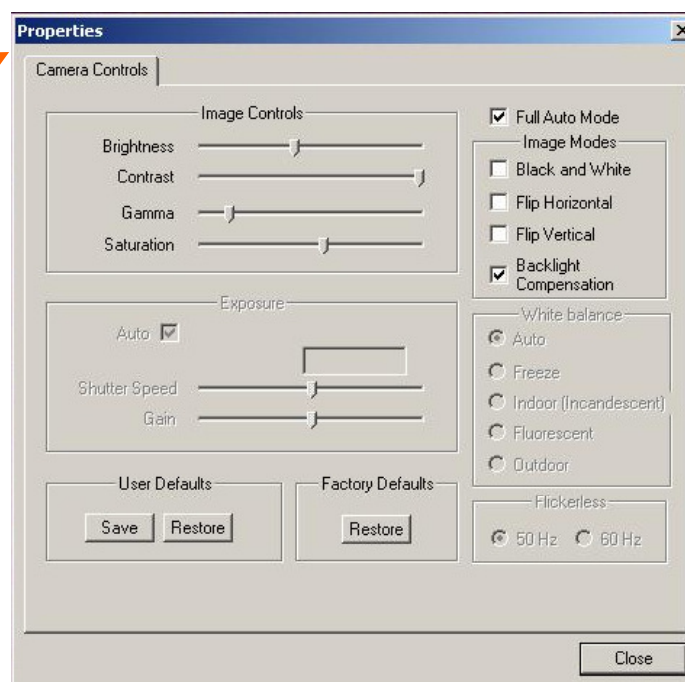 Properties
Camera Controls
Image Controls
Brightness
Contrast
Gamma
Saturation
Full Auto Mode
Image Modes
Black and White
Flip Horizontal
Flip Vertical
Backlight
Compensation
Exposure
Auto
Shutter Speed
Gain
White balance
Auto
Freeze
Indoor (Incandescent)
Fluorescent
Outdoor
User Defaults
Save Restore
Factory Defaults
Restore
Flickerless
50 Hz 60 Hz
Close